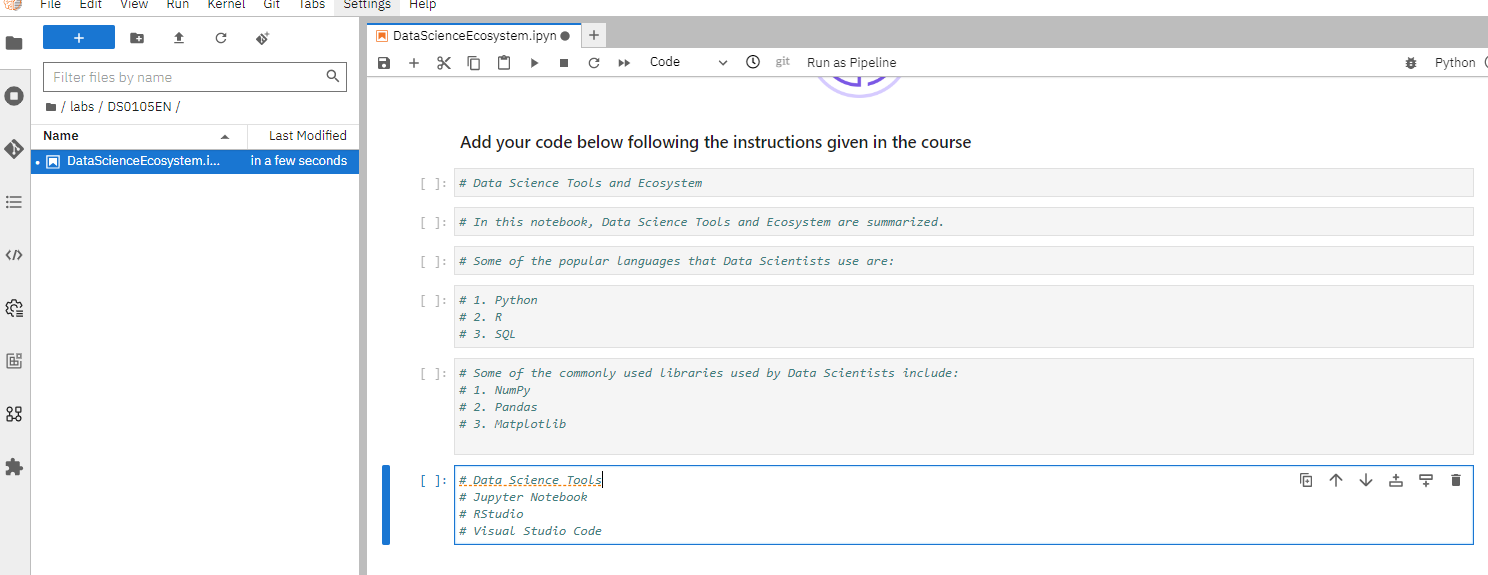 File Edit View Run Kernel Git Tabs Settings Help
Filter files by name
/ labs / DS0105EN /
Name Last Modified
DataScienceEcosystem.i... in a few seconds
DataScienceEcosystem.ipyn
Code git Run as Pipeline Python
Add your code below following the instructions given in the course
[ ]: # Data Science Tools and Ecosystem
[ ]: # In this notebook, Data Science Tools and Ecosystem are summarized.
[ ]: # Some of the popular languages that Data Scientists use are:
[ ]: # 1. Python
# 2. R
# 3. SQL
[ ]: # Some of the commonly used libraries used by Data Scientists include:
# 1. NumPy
# 2. Pandas
# 3. Matplotlib
[ ]: # Data Science Tools
# Jupyter Notebook
# RStudio
# Visual Studio Code